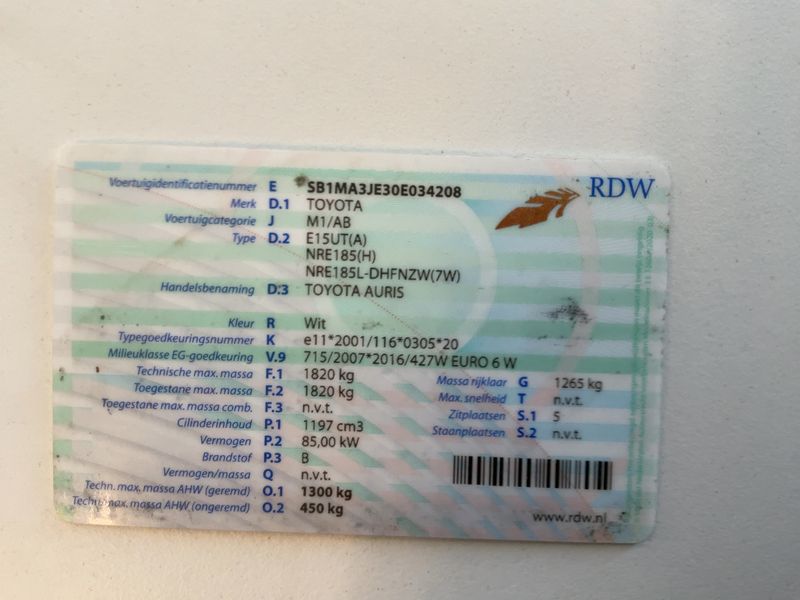 RDW
Voertuigidentificatienummer E SB1MA3JE30E034208
Merk D.1 TOYOTA
Voertuigcategorie J M1/AB
Type D.2 E15UT(A)
NRE185(H)
NRE185L-DHFNZW(7W)
Handelsbenaming D.3 TOYOTA AURIS
Kleur R Wit
Typegoedkeuringsnummer K e11*2001/116*0305*20
Milieuklasse EG-goedkeuring V.9 715/2007*2016/427W EURO 6 W
Technische max. massa F.1 1820 kg
Toegestane max. massa F.2 1820 kg
Toegestane max. massa comb. F.3 n.v.t.
Cilinderinhoud P.1 1197 cm3
Vermogen P.2 85,00 kW
Brandstof P.3 B
Vermogen/massa Q n.v.t.
Techn. max. massa AHW (geremd) O.1 1300 kg
Techn. max. massa AHW (ongeremd) O.2 450 kg
Massa rijklaar G 1265 kg
Max. snelheid T n.v.t.
Zitplaatsen S.1 5
Staanplaatsen S.2 n.v.t.
www.rdw.nl